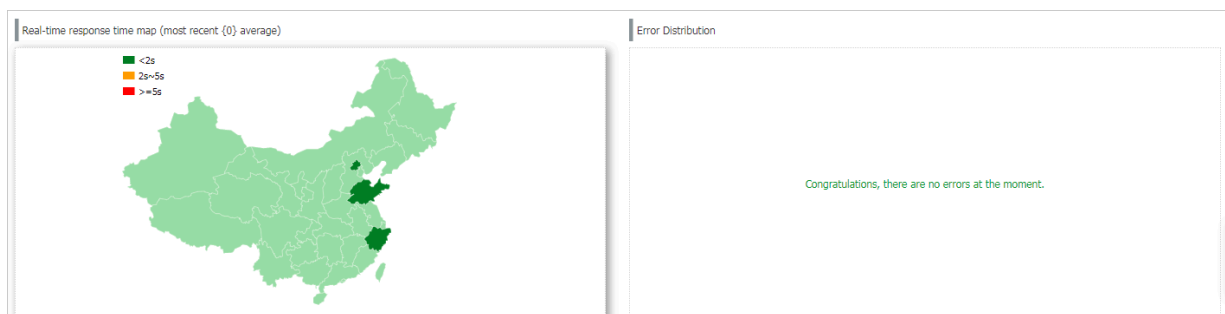 Real-time response time map (most recent {0} average)
<2s
2s~5s
>=5s
Error Distribution
Congratulations, there are no errors at the moment.